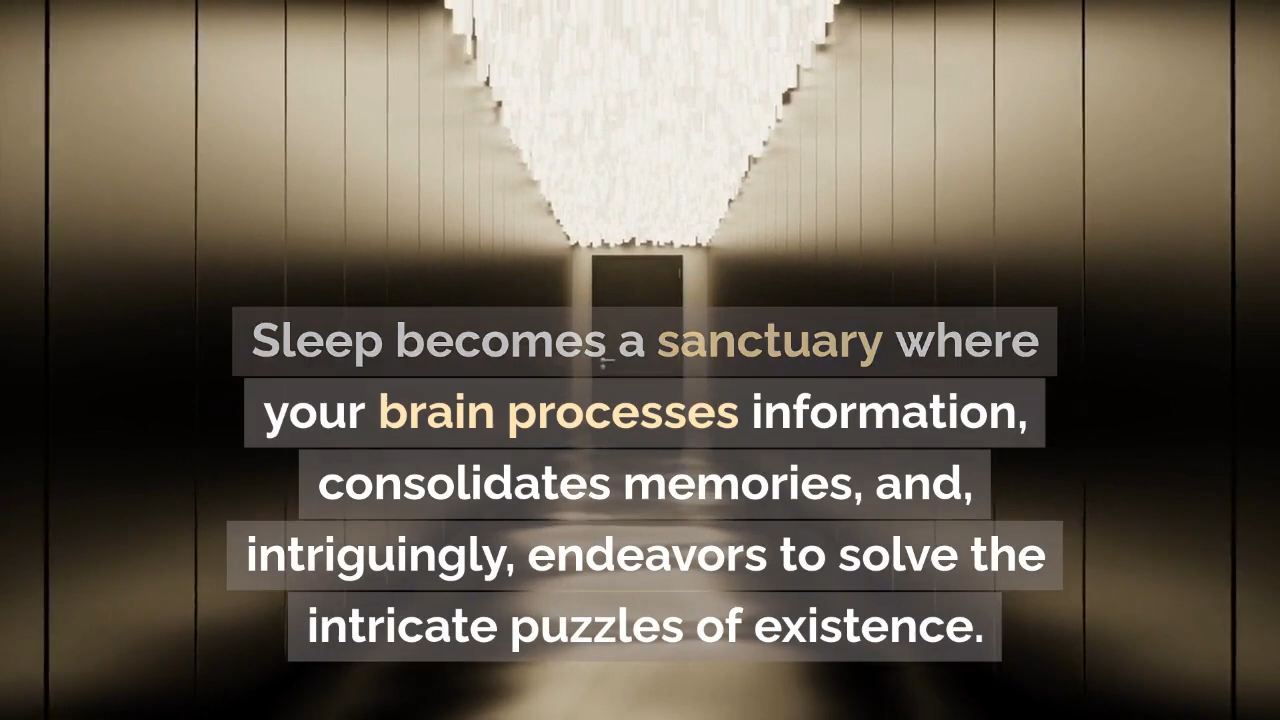 Sleep becomes a sanctuary where
your brain processes information,
consolidates memories, and,
intriguingly, endeavors to solve the
intricate puzzles of existence.